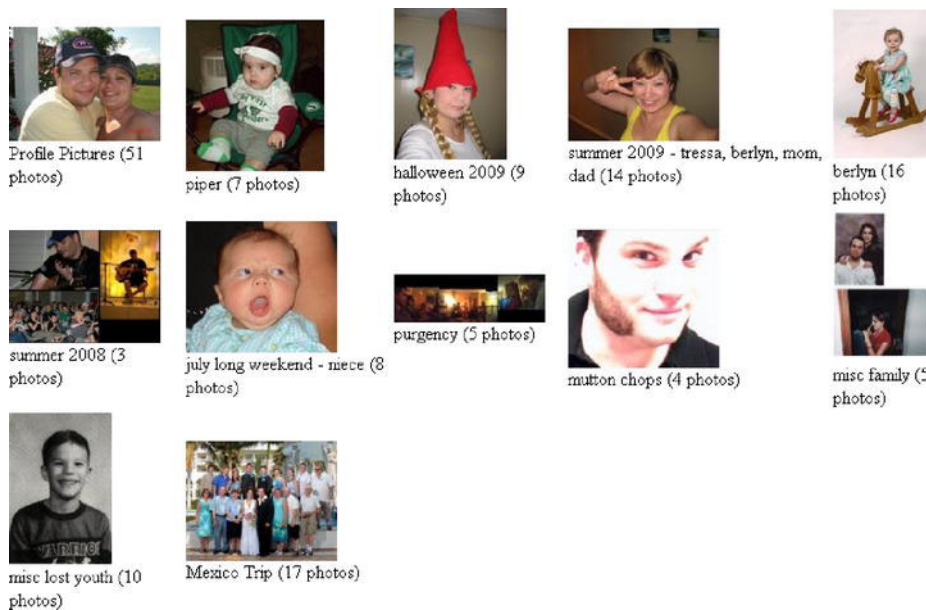 Profile Pictures (51
photos)
piper (7 photos)
halloween 2009 (9
photos)
summer 2009 - tressa, berlyn, mom,
dad (14 photos)
berlyn (16
photos)
summer 2008 (3
photos)
july long weekend - niece (8
photos)
purgency (5 photos)
mutton chops (4 photos)
misc family (5
photos)
WARRIO
misc lost youth (10
photos)
Mexico Trip (17 photos)